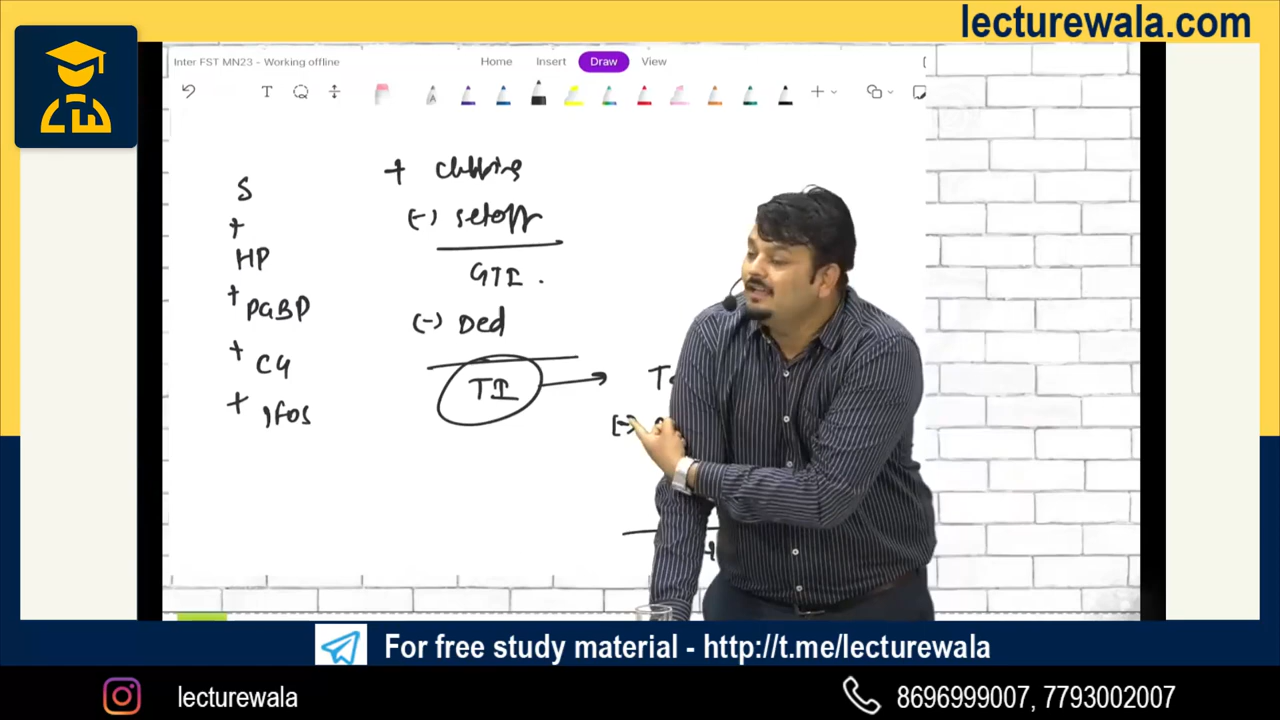 lecturewala.com
Inter FST MN23 - Working offline
Home Insert Draw View
S
+
HP
+ PGBP
+ CG
+ IFOS
+ clubbing
(-) setoff
GTI.
(-) Ded
TI
(-)
For free study material - http://t.me/lecturewala
lecturewala
8696999007, 7793002007